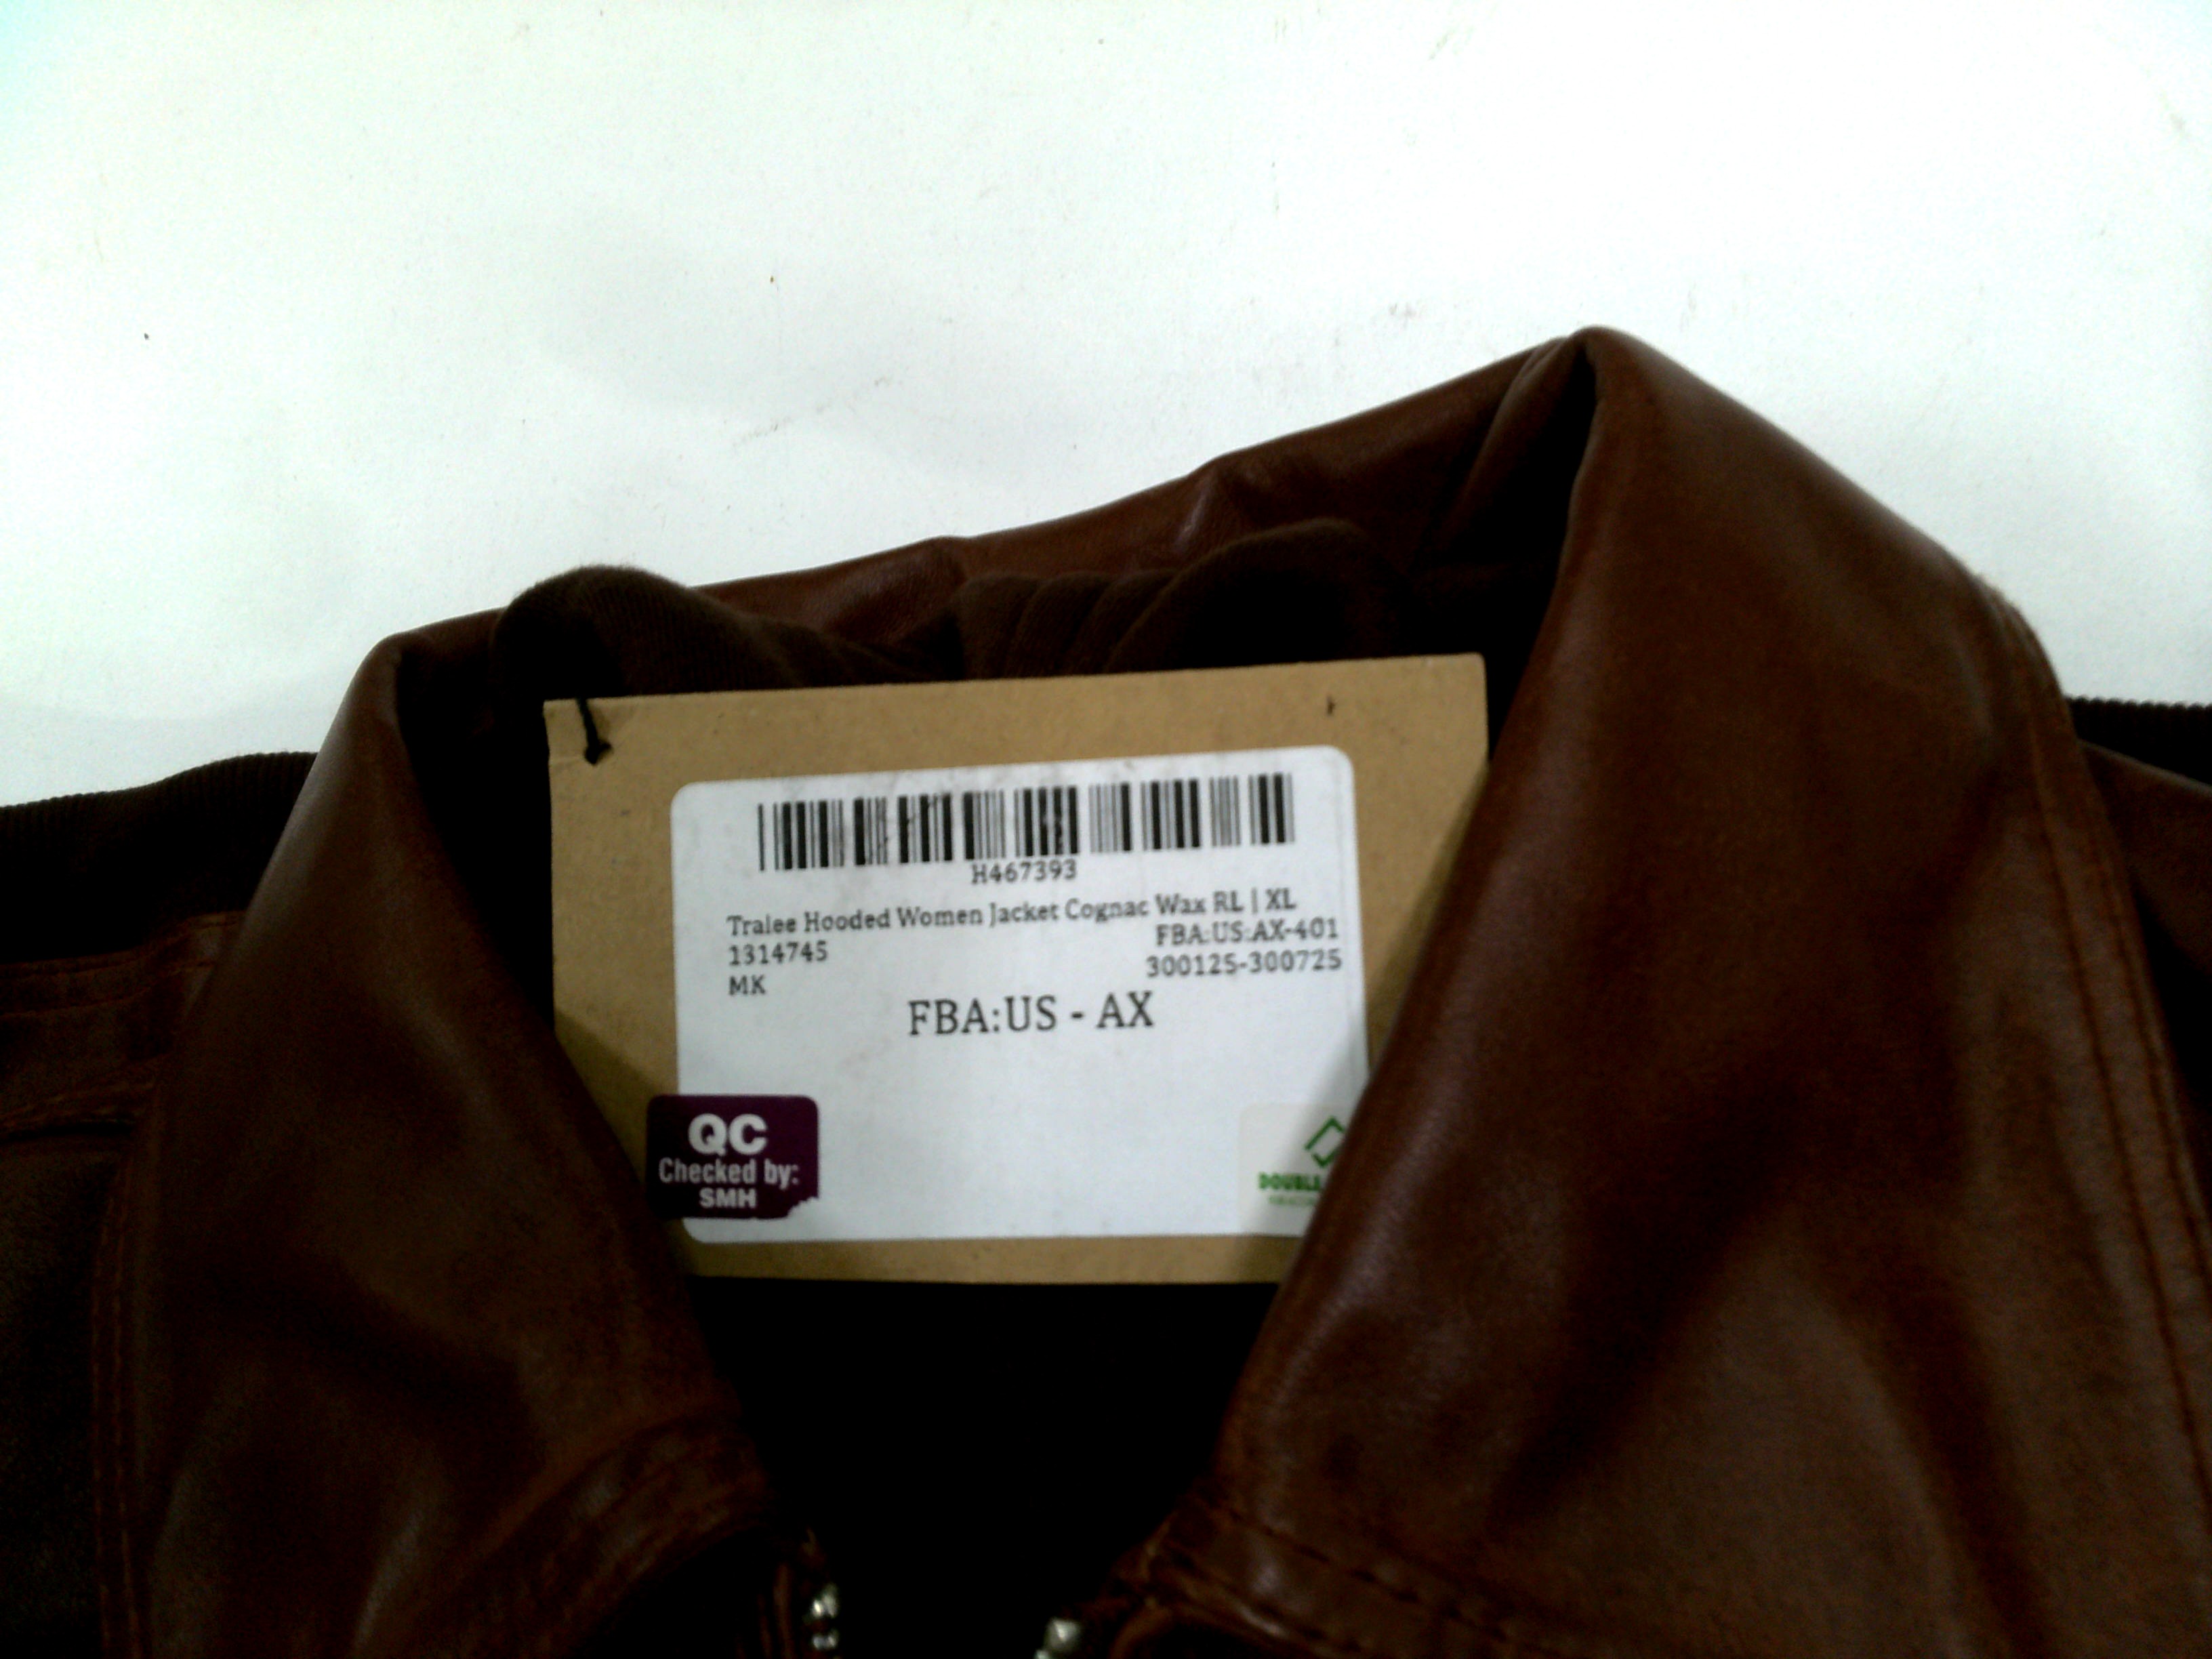 H467393
Tralee Hooded Women Jacket Cognac Wax RL | XL
1314745 FBA:US:AX-401
MK 300125-300725
FBA:US - AX
QC
Checked by:
SMH